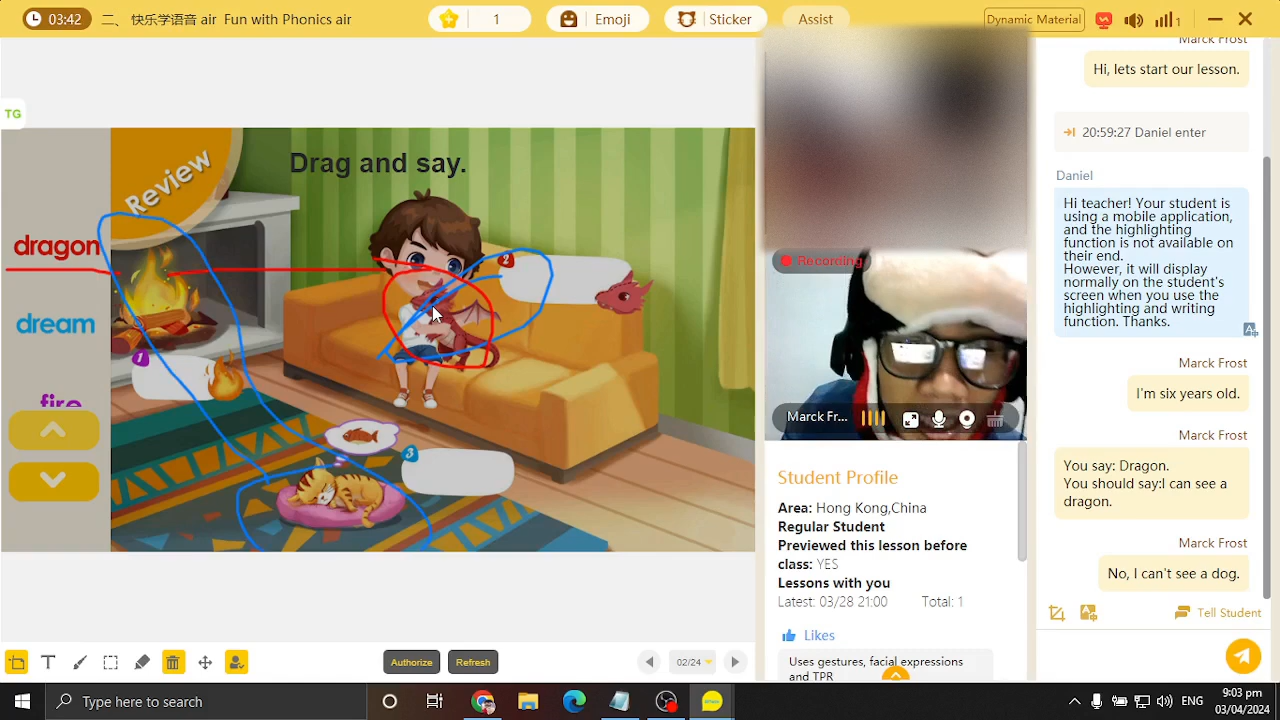 03:42
二、快乐学语音 air Fun with Phonics air
1
Emoji
Sticker
Assist
Dynamic Material
1
TG
Review
Drag and say.
dragon
dream
fire
1
2
3
Recording
Marck Fr...
Student Profile
Area: Hong Kong,China
Regular Student
Previewed this lesson before
class: YES
Lessons with you
Latest: 03/28 21:00 Total: 1
Likes
Uses gestures, facial expressions
and TPR
Marck Frost
Hi, lets start our lesson.
20:59:27 Daniel enter
Daniel
Hi teacher! Your student is
using a mobile application,
and the highlighting
function is not available on
their end.
However, it will display
normally on the student's
screen when you use the
highlighting and writing
function. Thanks.
Marck Frost
I'm six years old.
Marck Frost
You say: Dragon.
You should say:I can see a
dragon.
Marck Frost
No, I can't see a dog.
Tell Student
T
Authorize
Refresh
02/24
Type here to search
ENG
9:03 pm
03/04/2024